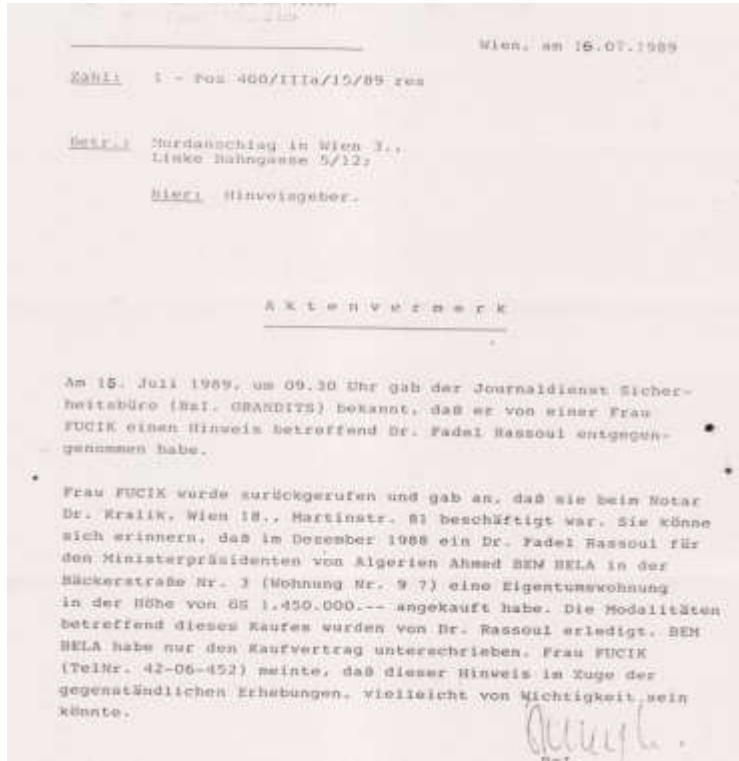 Wien, am 16.07.1989
Zahl: 1 - Pos 400/IIIa/15/89 res
Betr.: Mordanschlag in Wien 3.,
Linke Bahngasse 5/12;
hier: Hinweisgeber.
A k t e n v e r m e r k
Am 16. Juli 1989, um 09.30 Uhr gab der Journaldienst Sicher-
heitsbüro (BzI. GRANDITS) bekannt, daß er von einer Frau
FUCIK einen Hinweis betreffend Dr. Fadel Rassoul entgegen-
genommen habe.
Frau FUCIK wurde zurückgerufen und gab an, daß sie beim Notar
Dr. Kralik, Wien 18., Martinstr. 81 beschäftigt war. Sie könne
sich erinnern, daß im Dezember 1988 ein Dr. Fadel Rassoul für
den Ministerpräsidenten von Algerien Ahmed BEM BELA in der
Bäckerstraße Nr. 3 (Wohnung Nr. 9 ?) eine Eigentumswohnung
in der Höhe von öS 1.450.000.-- angekauft habe. Die Modalitäten
betreffend dieses Kaufes wurden von Dr. Rassoul erledigt. BEM
BELA habe nur den Kaufvertrag unterschrieben. Frau FUCIK
(TelNr. 42-06-452) meinte, daß dieser Hinweis im Zuge der
gegenständlichen Erhebungen, vielleicht von Wichtigkeit sein
könnte.